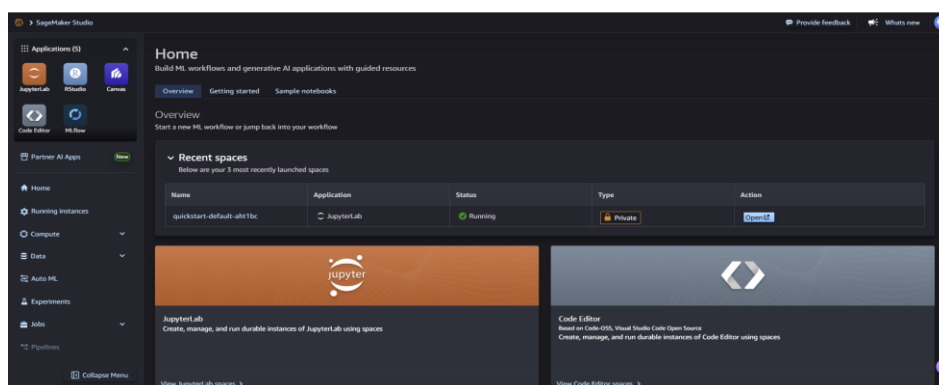 SageMaker Studio
Provide feedback
Whats new
Applications (5)
JupyterLab
RStudio
Canvas
Code Editor
MLflow
Partner AI Apps
New
Home
Running Instances
Compute
Data
Auto ML
Experiments
Jobs
Pipelines
Collapse Menu
Home
Build ML workflows and generative AI applications with guided resources
Overview Getting started Sample notebooks
Overview
Start a new ML workflow or jump back into your workflow
Recent spaces
Below are your 3 most recently launched spaces
Name Application Status Type Action
quickstart-default-aht1bc JupyterLab Running Private Open
jupyter
JupyterLab
Create, manage, and run durable instances of JupyterLab using spaces
View JupyterLab spaces
Code Editor
Based on Code-OSS, Visual Studio Code Open Source
Create, manage, and run durable instances of Code Editor using spaces
View Code Editor spaces